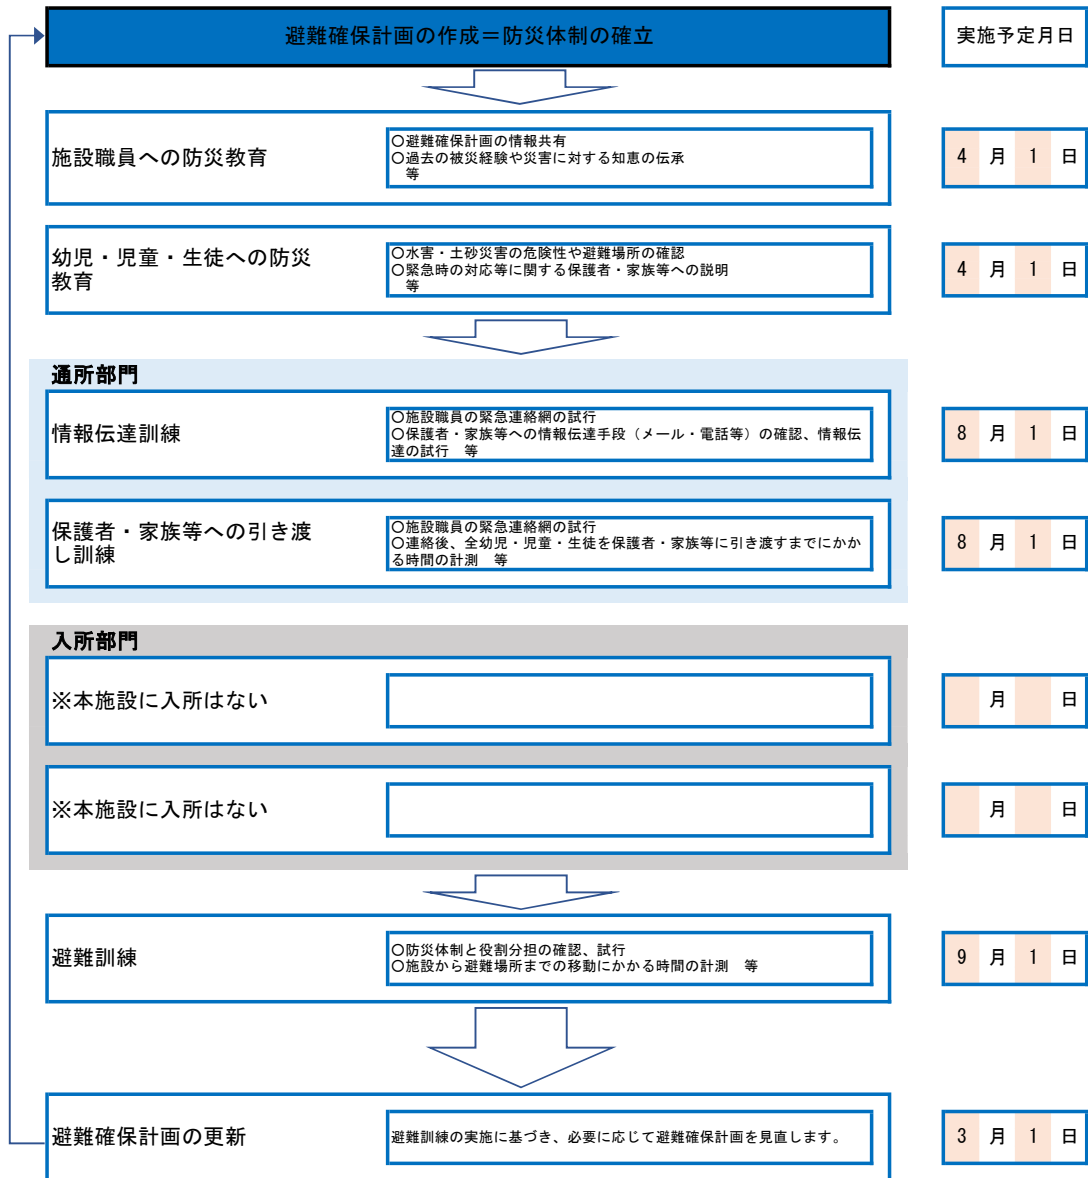 避難確保計画の作成＝防災体制の確立
実施予定月日
施設職員への防災教育
〇避難確保計画の情報共有
〇過去の被災経験や災害に対する知恵の伝承
等
4 月 1 日
幼児・児童・生徒への防災
教育
〇水害・土砂災害の危険性や避難場所の確認
〇緊急時の対応等に関する保護者・家族等への説明
等
4 月 1 日
通所部門
情報伝達訓練
〇施設職員の緊急連絡網の試行
〇保護者・家族等への情報伝達手段（メール・電話等）の確認、情報伝
達の試行　等
8 月 1 日
保護者・家族等への引き渡
し訓練
〇施設職員の緊急連絡網の試行
〇連絡後、全幼児・児童・生徒を保護者・家族等に引き渡すまでにかか
る時間の計測　等
8 月 1 日
入所部門
※本施設に入所はない
月 日
※本施設に入所はない
月 日
避難訓練
〇防災体制と役割分担の確認、試行
〇施設から避難場所までの移動にかかる時間の計測　等
9 月 1 日
避難確保計画の更新
避難訓練の実施に基づき、必要に応じて避難確保計画を見直します。
3 月 1 日